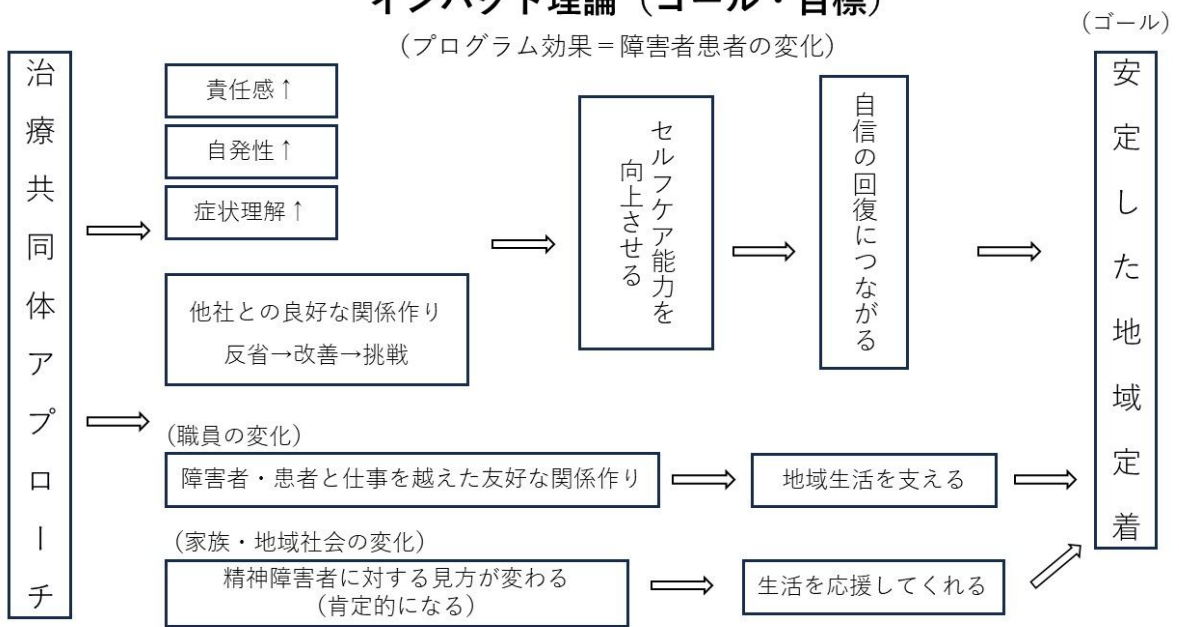 インパクト理論（ゴール・目標）
（プログラム効果＝障害者患者の変化）
（ゴール）
治療共同体アプローチ
責任感↑
自発性↑
症状理解↑
他社との良好な関係作り
反省→改善→挑戦
セルフケア能力を
向上させる
自信の回復につながる
安定した地域定着
（職員の変化）
障害者・患者と仕事を越えた友好な関係作り
地域生活を支える
（家族・地域社会の変化）
精神障害者に対する見方が変わる
（肯定的になる）
生活を応援してくれる